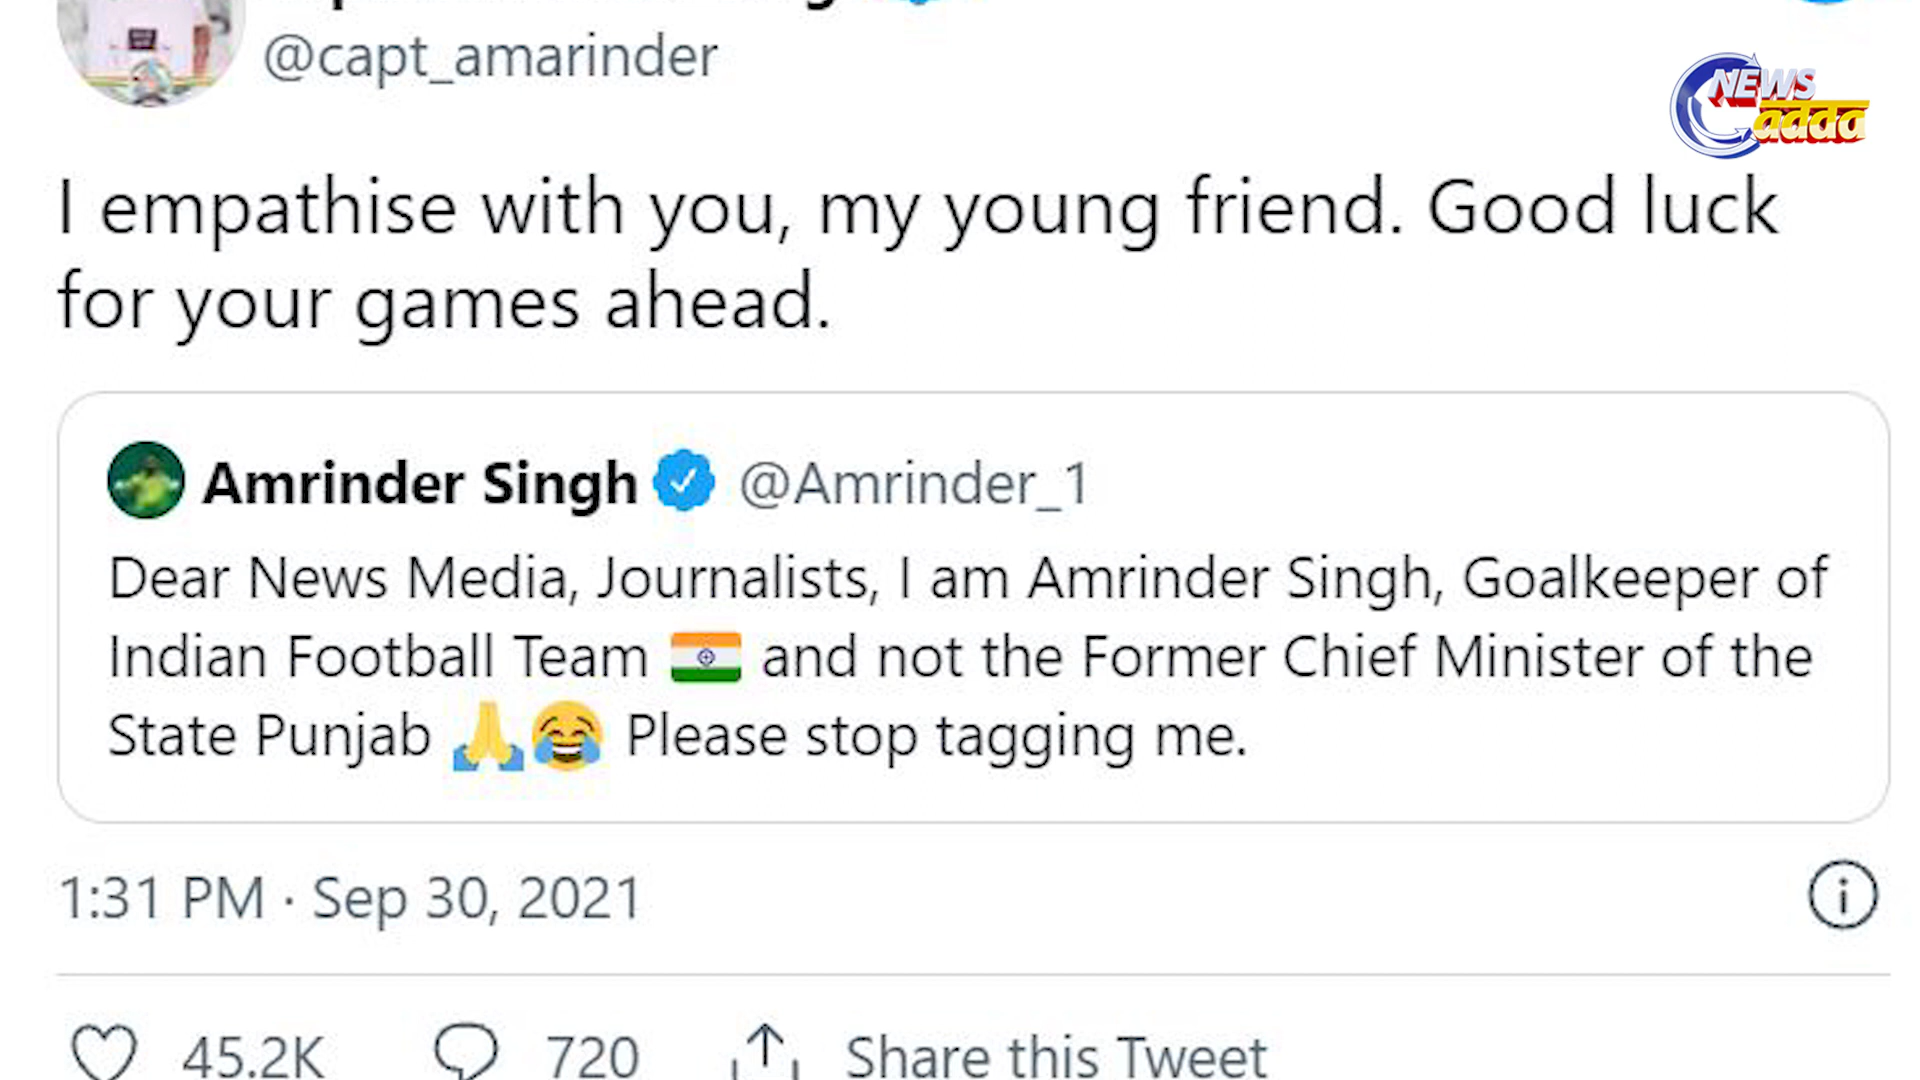 @capt_amarinder
NEWS
adda
I empathise with you, my young friend. Good luck
for your games ahead.
Amrinder Singh @Amrinder_1
Dear News Media, Journalists, I am Amrinder Singh, Goalkeeper of
Indian Football Team 🇮🇳 and not the Former Chief Minister of the
State Punjab 🙏😂 Please stop tagging me.
1:31 PM · Sep 30, 2021
45.2K 720 Share this Tweet